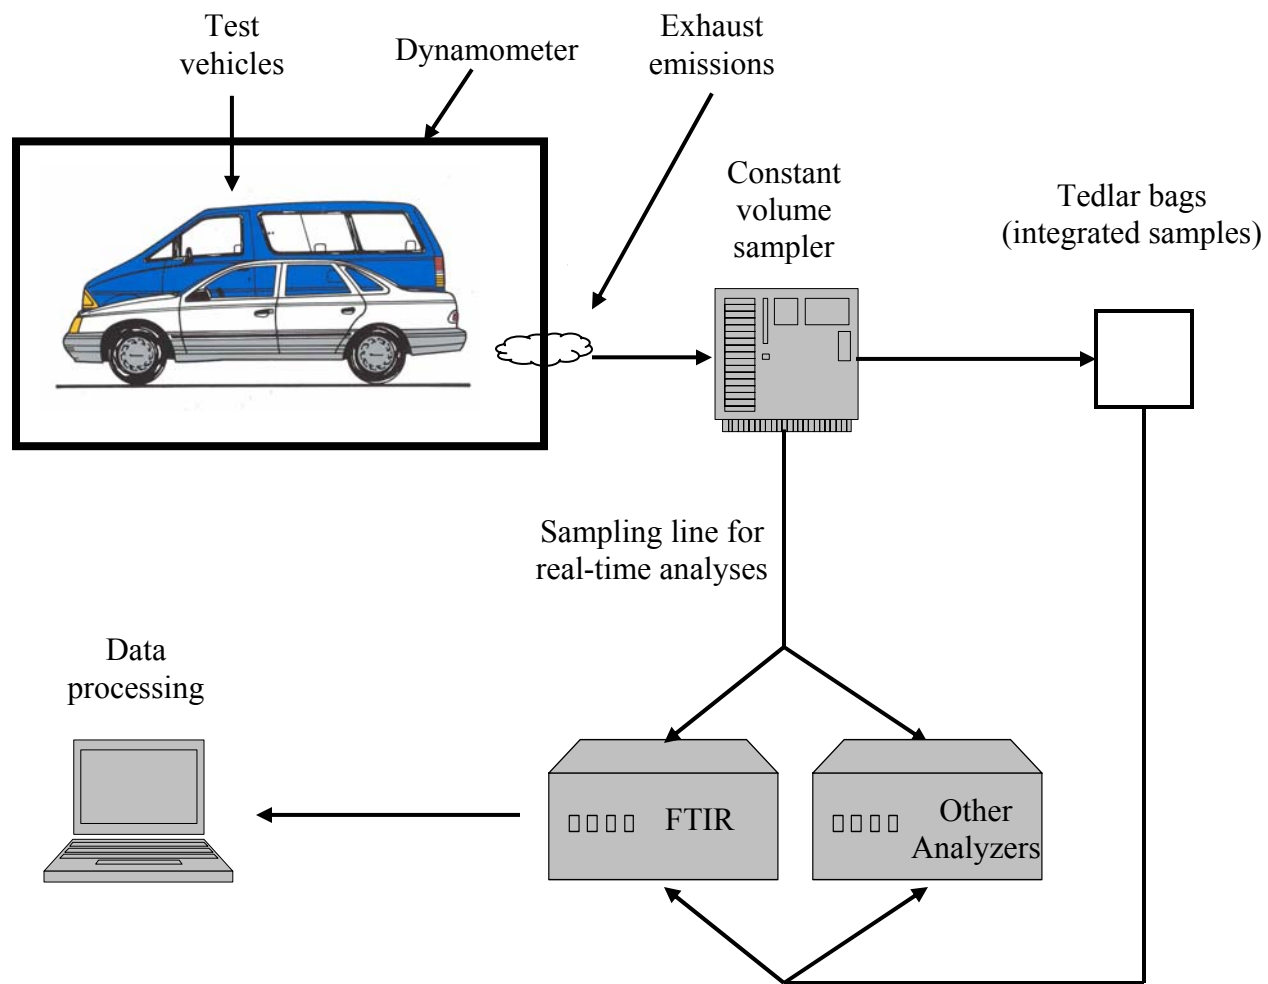 Test
vehicles
Dynamometer
Exhaust
emissions
Constant
volume
sampler
Tedlar bags
(integrated samples)
Sampling line for
real-time analyses
Data
processing
FTIR
Other
Analyzers